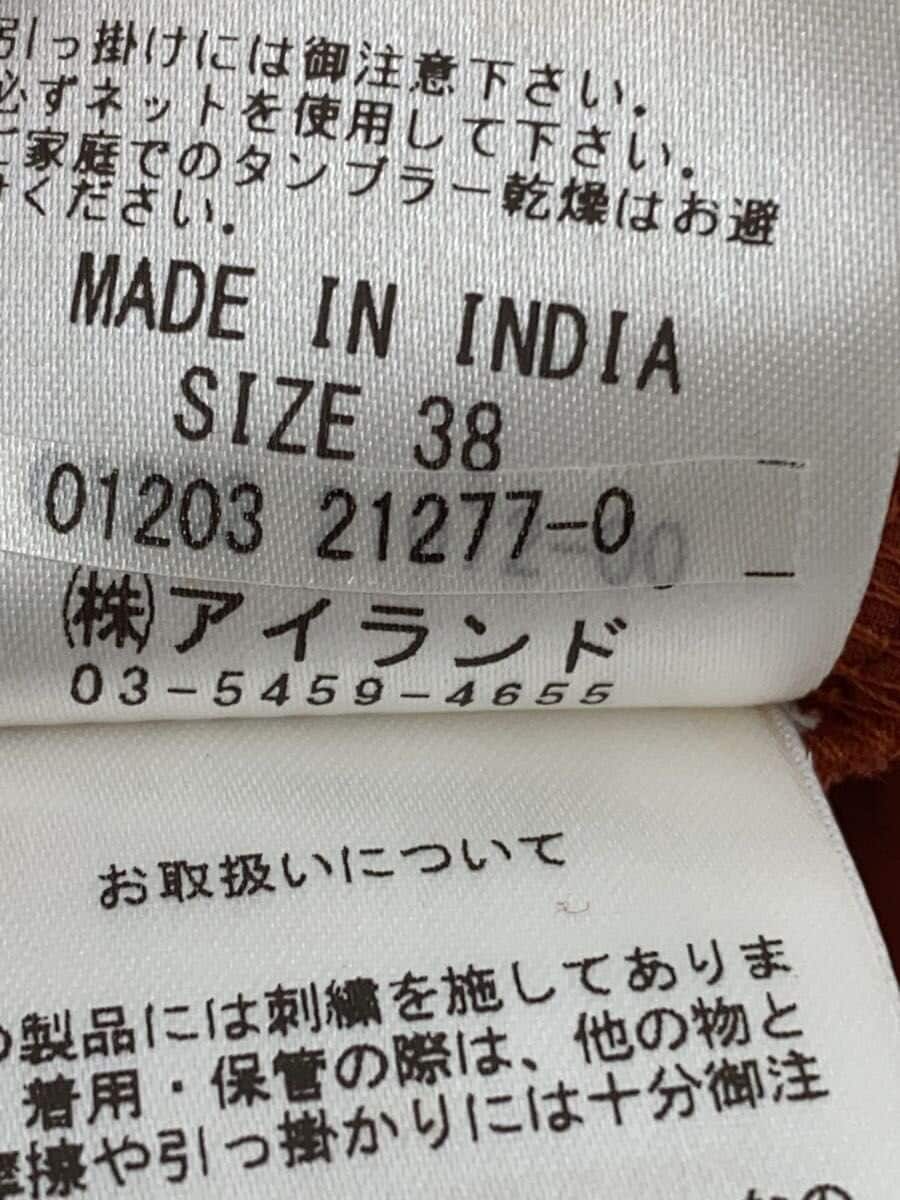 引っ掛けには御注意下さい.
必ずネットを使用して下さい.
家庭でのタンブラー乾燥はお避
けください.
MADE IN INDIA
SIZE 38
01203 21277-0
㈱アイランド
03-5459-4655
お取扱いについて
の製品には刺繍を施してありま
着用・保管の際は、他の物と
摩擦や引っ掛かりには十分御注